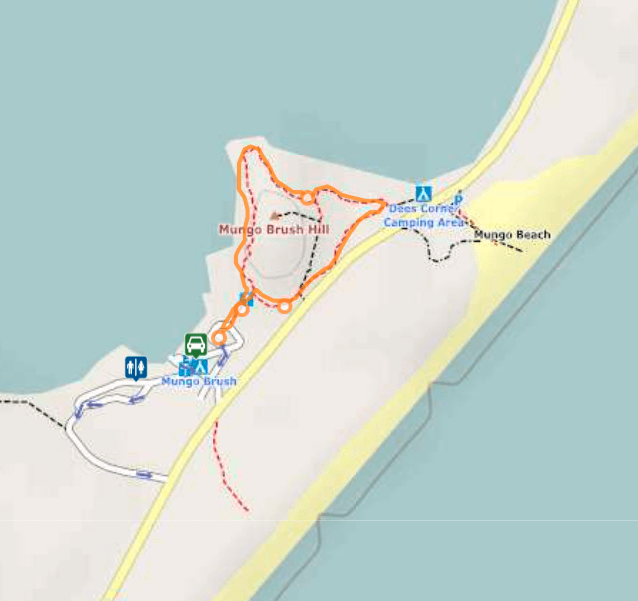 Mungo Brush Hill
Dees Corner
Camping Area
P
Mungo Beach
Mungo Brush